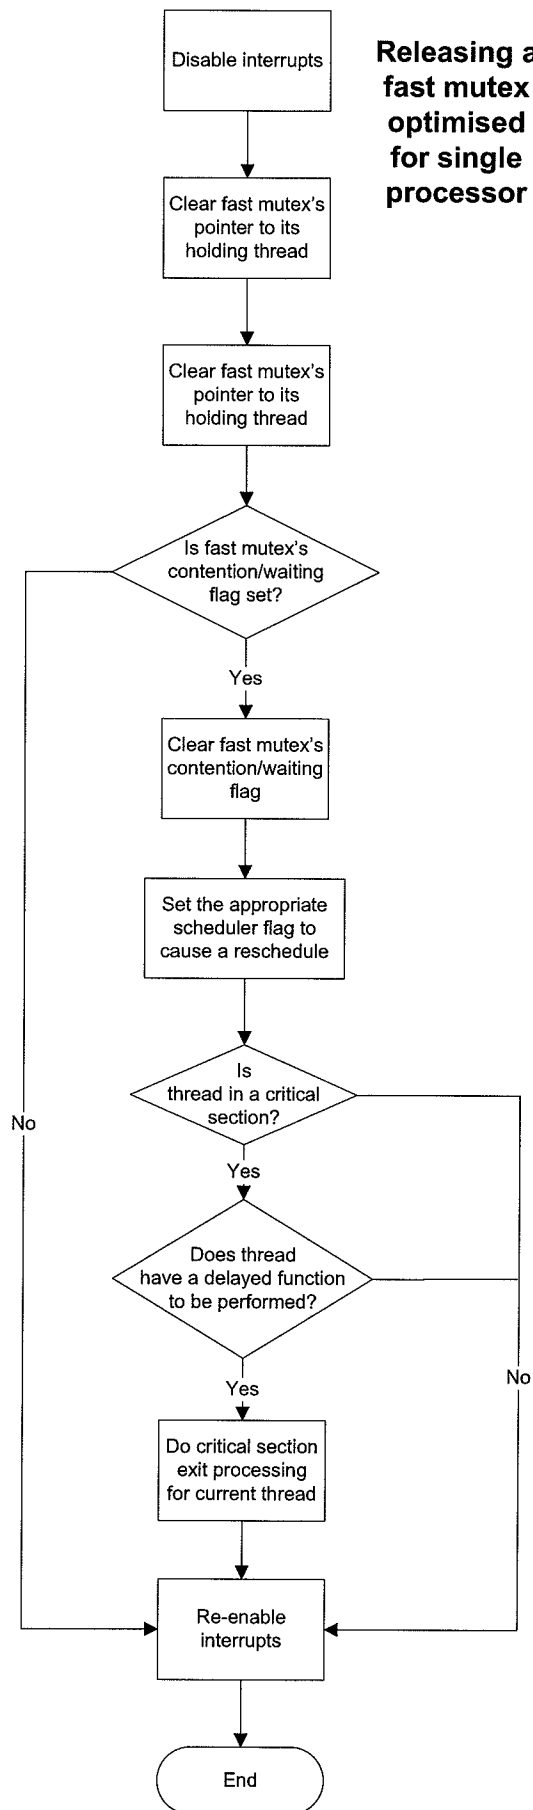 Disable interrupts
Releasing a
fast mutex
optimised
for single
processor
Clear fast mutex's
pointer to its
holding thread
Clear fast mutex's
pointer to its
holding thread
Is fast mutex's
contention/waiting
flag set?
Yes
Clear fast mutex's
contention/waiting
flag
Set the appropriate
scheduler flag to
cause a reschedule
Is
thread in a critical
section?
No
Yes
Does thread
have a delayed function
to be performed?
No
Yes
Do critical section
exit processing
for current thread
Re-enable
interrupts
End